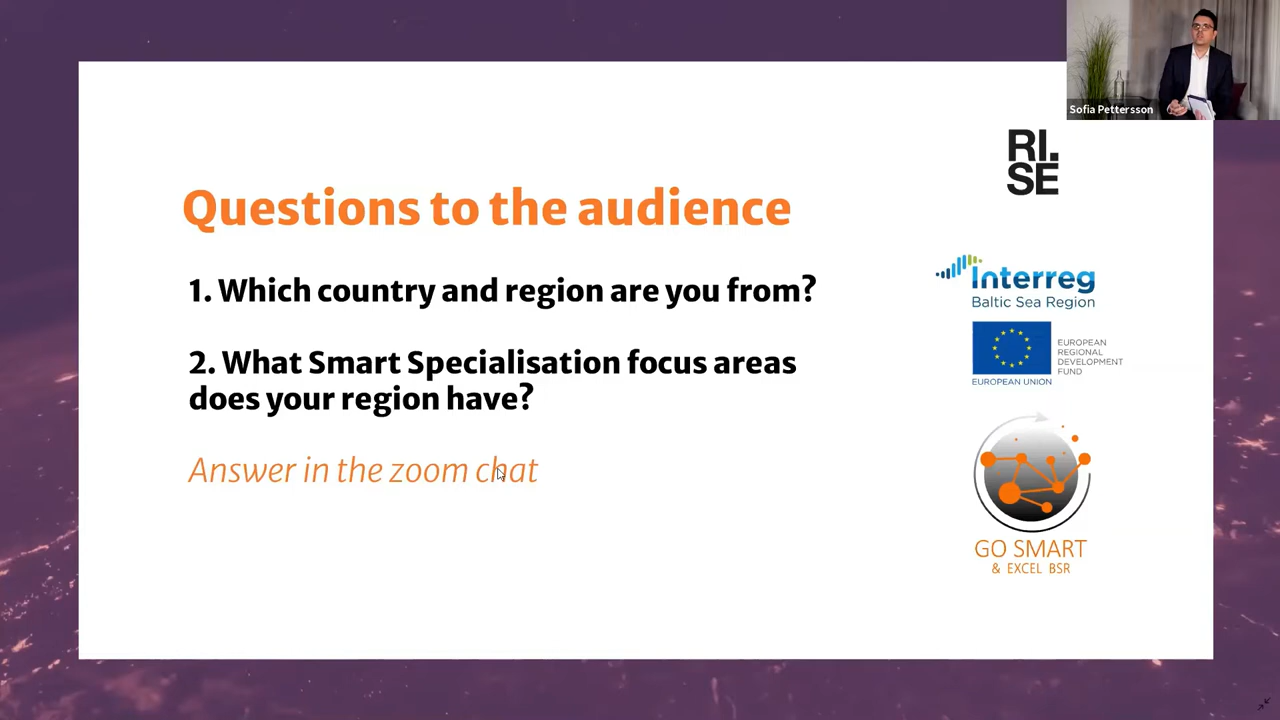 Sofia Pettersson
RI.
SE
Questions to the audience
1. Which country and region are you from?
2. What Smart Specialisation focus areas
does your region have?
Answer in the zoom chat
Interreg
Baltic Sea Region
EUROPEAN
REGIONAL
DEVELOPMENT
FUND
EUROPEAN UNION
GO SMART
& EXCEL BSR